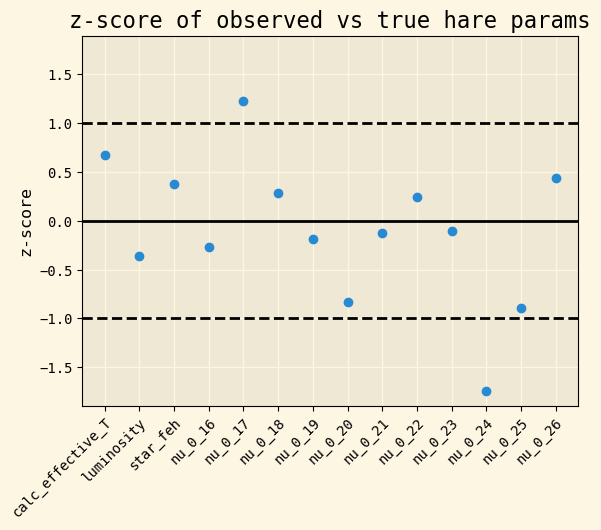 z-score of observed vs true hare params
z-score
1.5
1.0
0.5
0.0
−0.5
−1.0
−1.5
calc_effective_T
luminosity
star_feh
nu_0_16
nu_0_17
nu_0_18
nu_0_19
nu_0_20
nu_0_21
nu_0_22
nu_0_23
nu_0_24
nu_0_25
nu_0_26